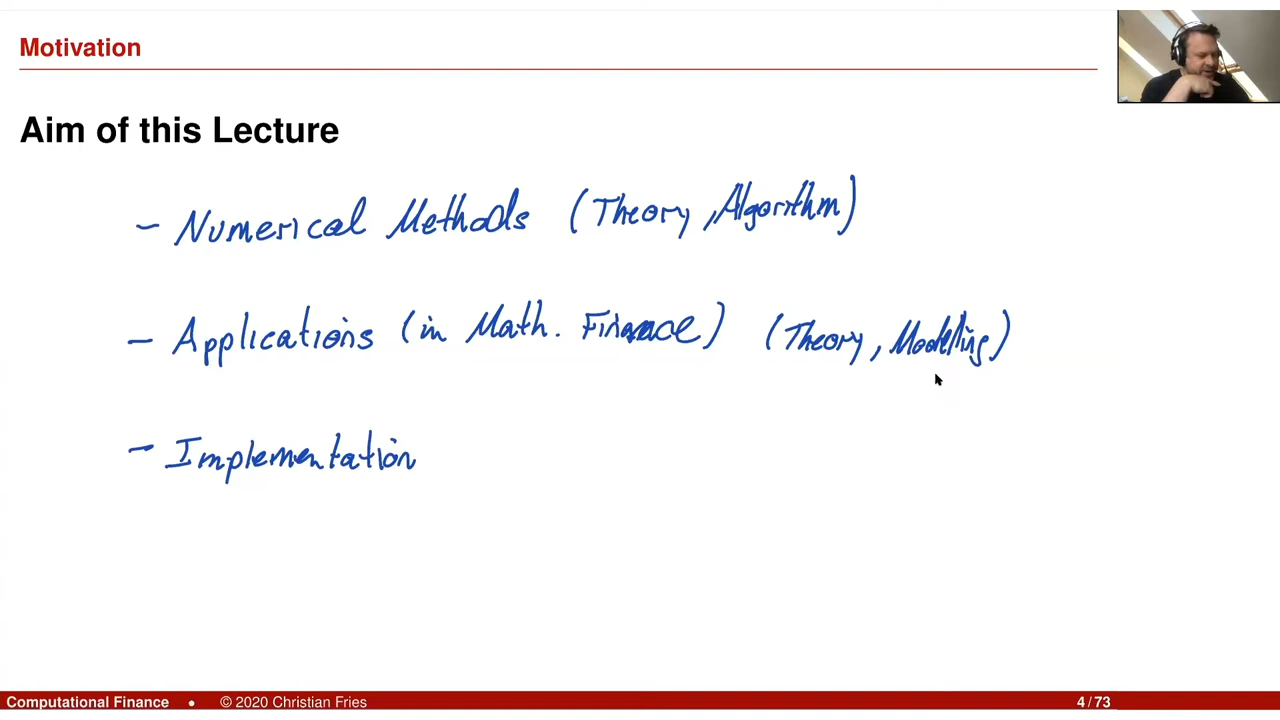 Motivation
Aim of this Lecture
- Numerical Methods (Theory, Algorithm)
- Applications (in Math. Finance) (Theory, Modelling)
- Implementation
Computational Finance • © 2020 Christian Fries 4/73